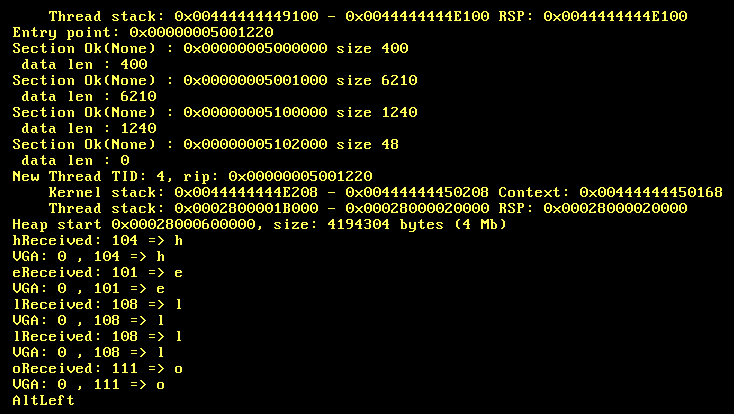 Thread stack: 0x00444444449100 - 0x0044444444E100 RSP: 0x0044444444E100
Entry point: 0x00000005001220
Section Ok(None) : 0x00000005000000 size 400
data len : 400
Section Ok(None) : 0x00000005001000 size 6210
data len : 6210
Section Ok(None) : 0x00000005100000 size 1240
data len : 1240
Section Ok(None) : 0x00000005102000 size 48
data len : 0
New Thread TID: 4, rip: 0x00000005001220
Kernel stack: 0x0044444444E208 - 0x00444444450208 Context: 0x00444444450168
Thread stack: 0x0002800001B000 - 0x00028000020000 RSP: 0x00028000020000
Heap start 0x00028000600000, size: 4194304 bytes (4 Mb)
hReceived: 104 => h
VGA: 0 , 104 => h
eReceived: 101 => e
VGA: 0 , 101 => e
lReceived: 108 => l
VGA: 0 , 108 => l
lReceived: 108 => l
VGA: 0 , 108 => l
oReceived: 111 => o
VGA: 0 , 111 => o
AltLeft